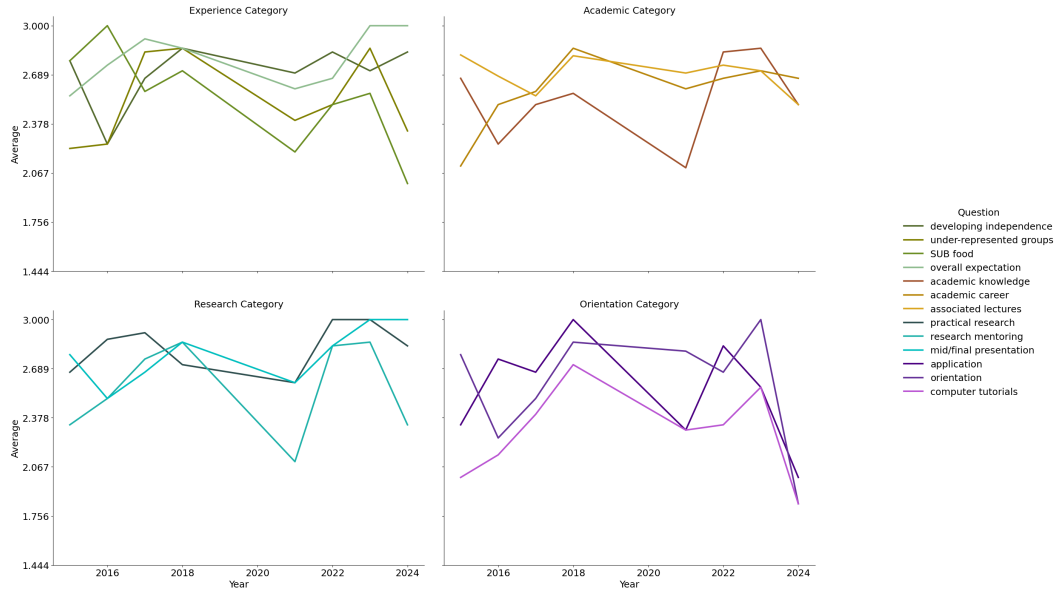 Experience Category
Academic Category
3.000
2.689
2.378
2.067
1.756
1.444
Average
Research Category
Orientation Category
3.000
2.689
2.378
2.067
1.756
1.444
Average
2016 2018 2020 2022 2024
Year
2016 2018 2020 2022 2024
Year
Question
developing independence
under-represented groups
SUB food
overall expectation
academic knowledge
academic career
associated lectures
practical research
research mentoring
mid/final presentation
application
orientation
computer tutorials